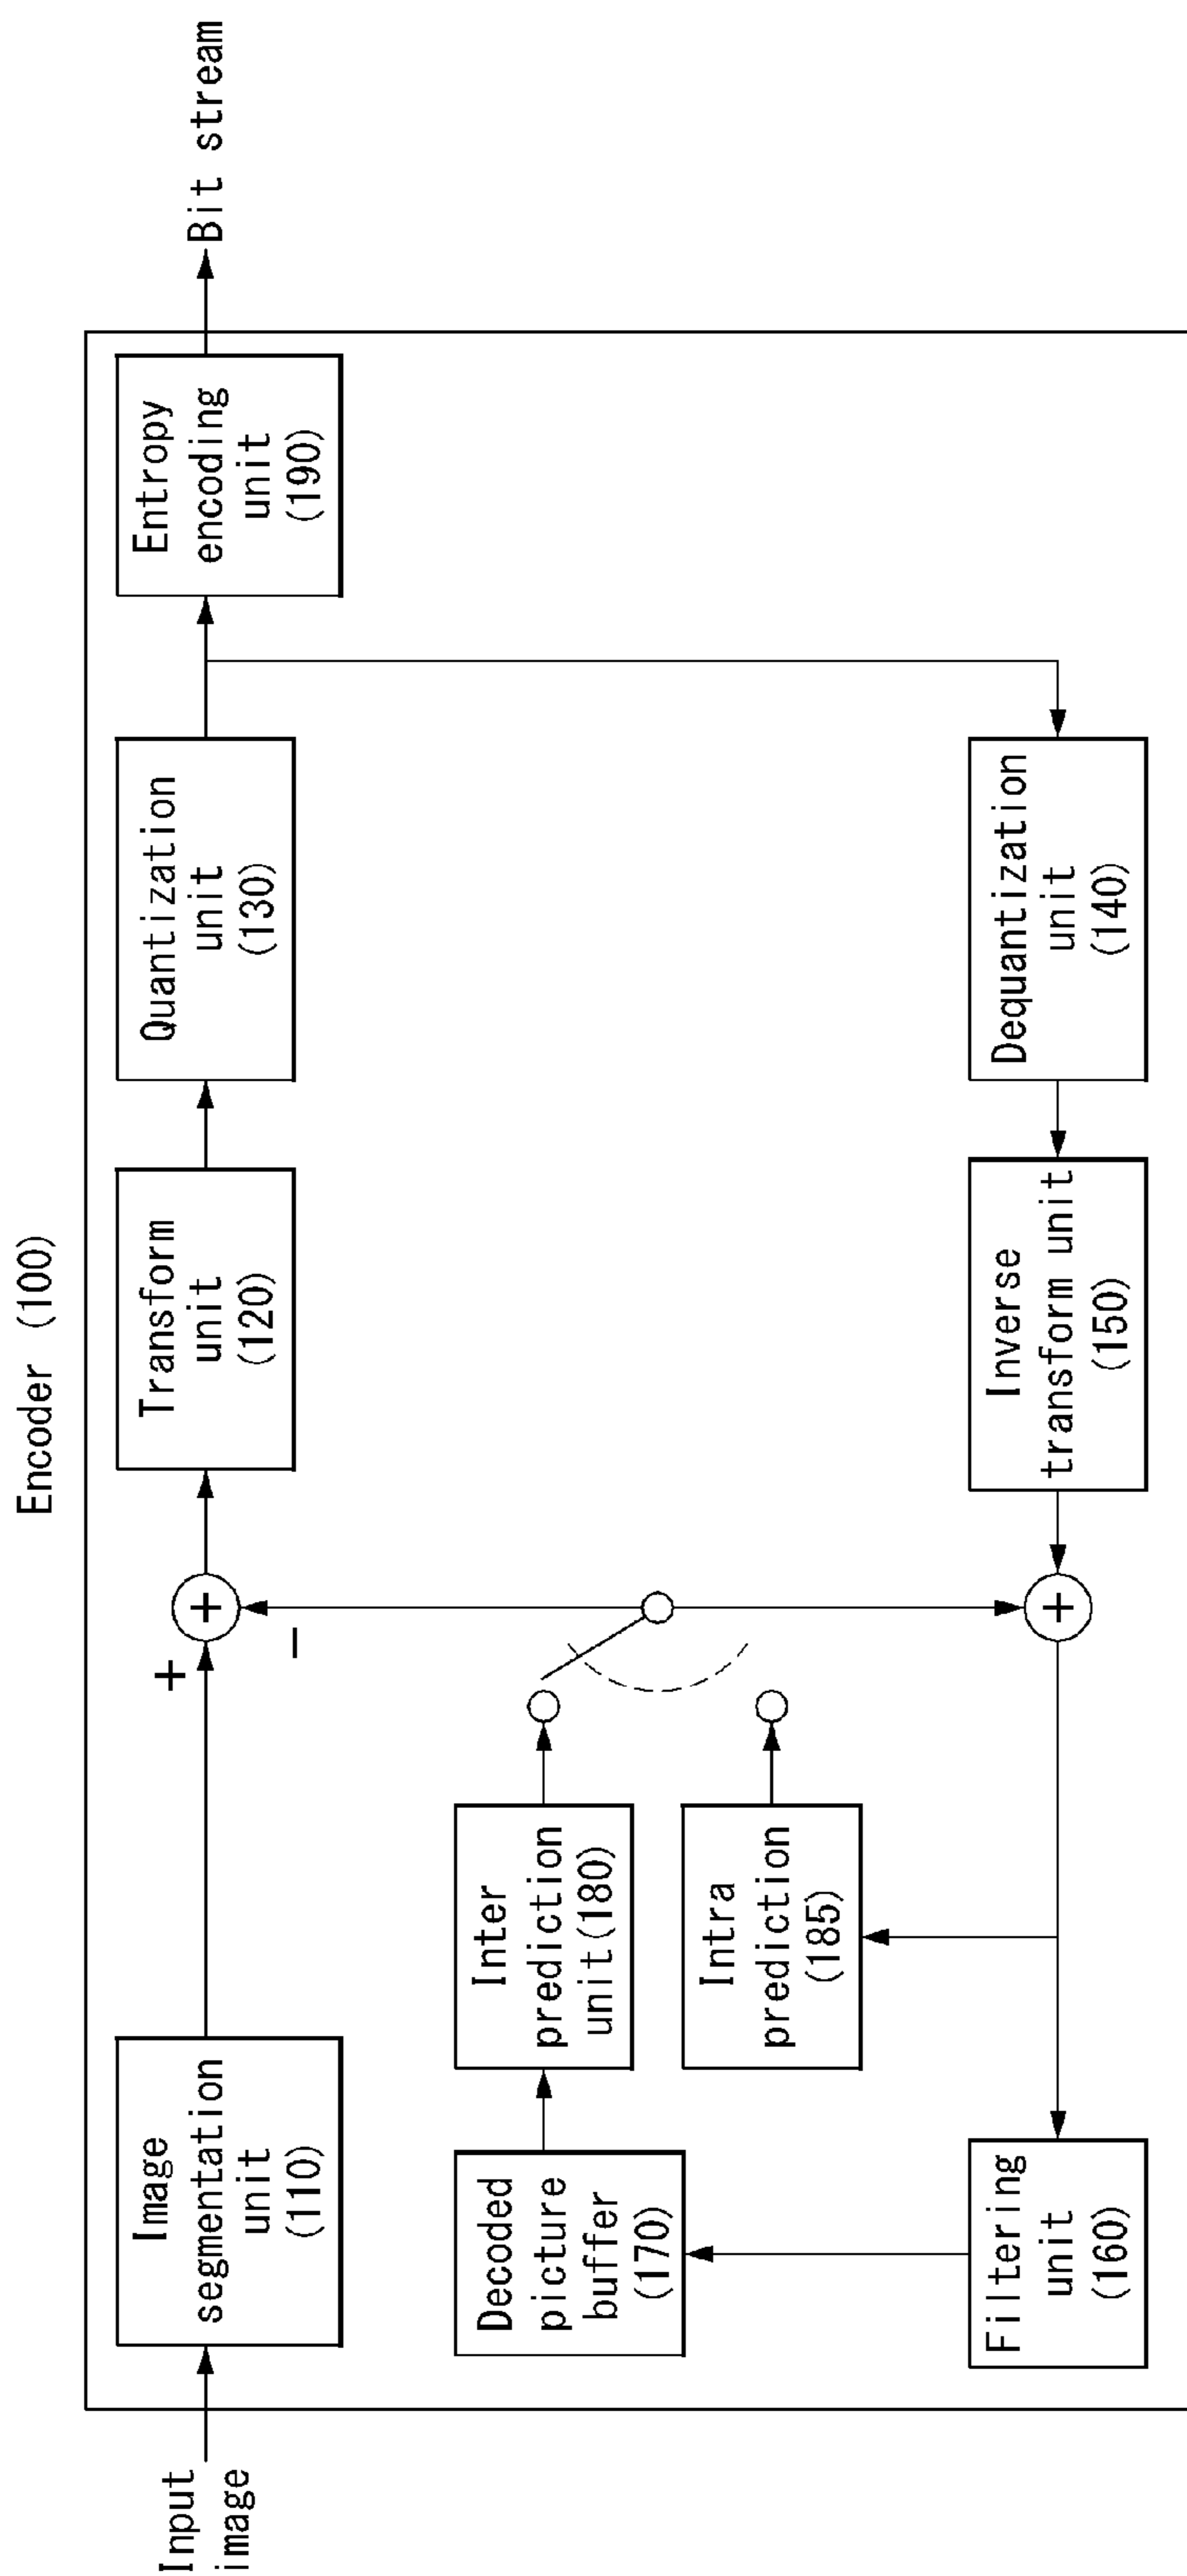 Encoder (100)
Input
image
Image
segmentation
unit
(110)
+
+
−
Transform
unit
(120)
Quantization
unit
(130)
Entropy
encoding
unit
(190)
Bit stream
Decoded
picture
buffer
(170)
Inter
prediction
unit(180)
Intra
prediction
(185)
Filtering
unit
(160)
+
Inverse
transform unit
(150)
Dequantization
unit
(140)